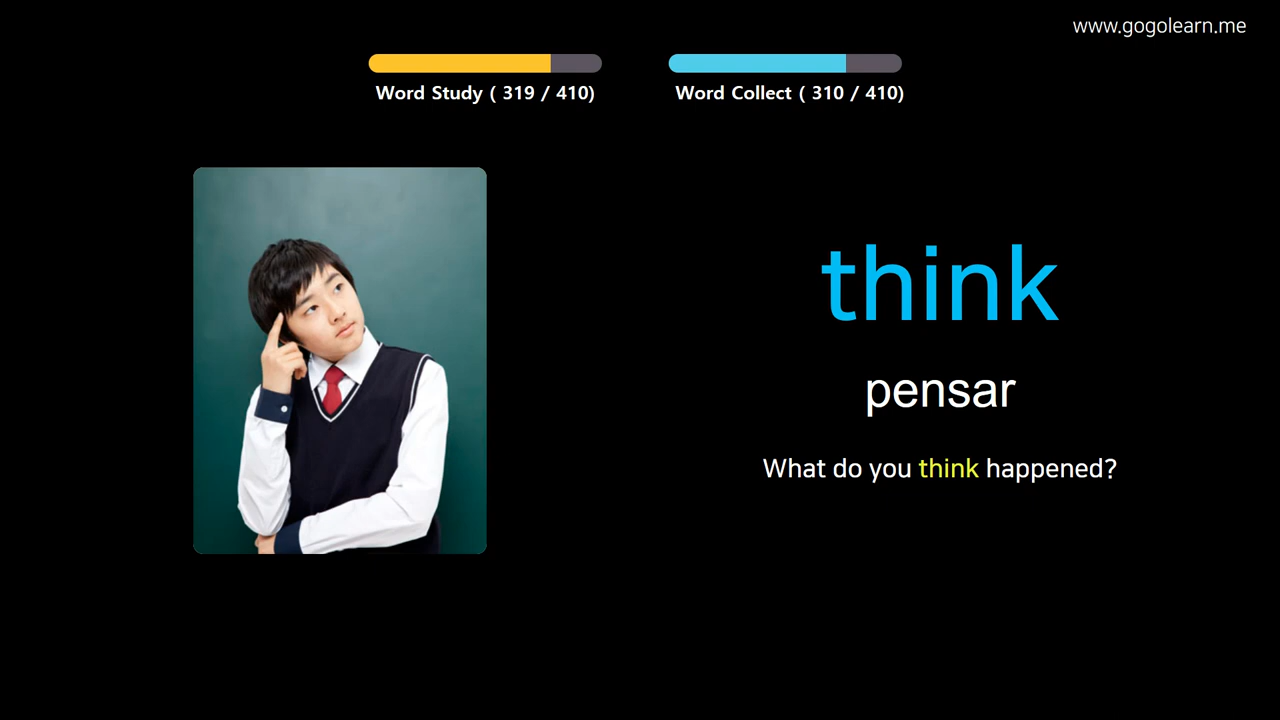 www.gogolearn.me
Word Study ( 319 / 410)
Word Collect ( 310 / 410)
think
pensar
What do you think happened?